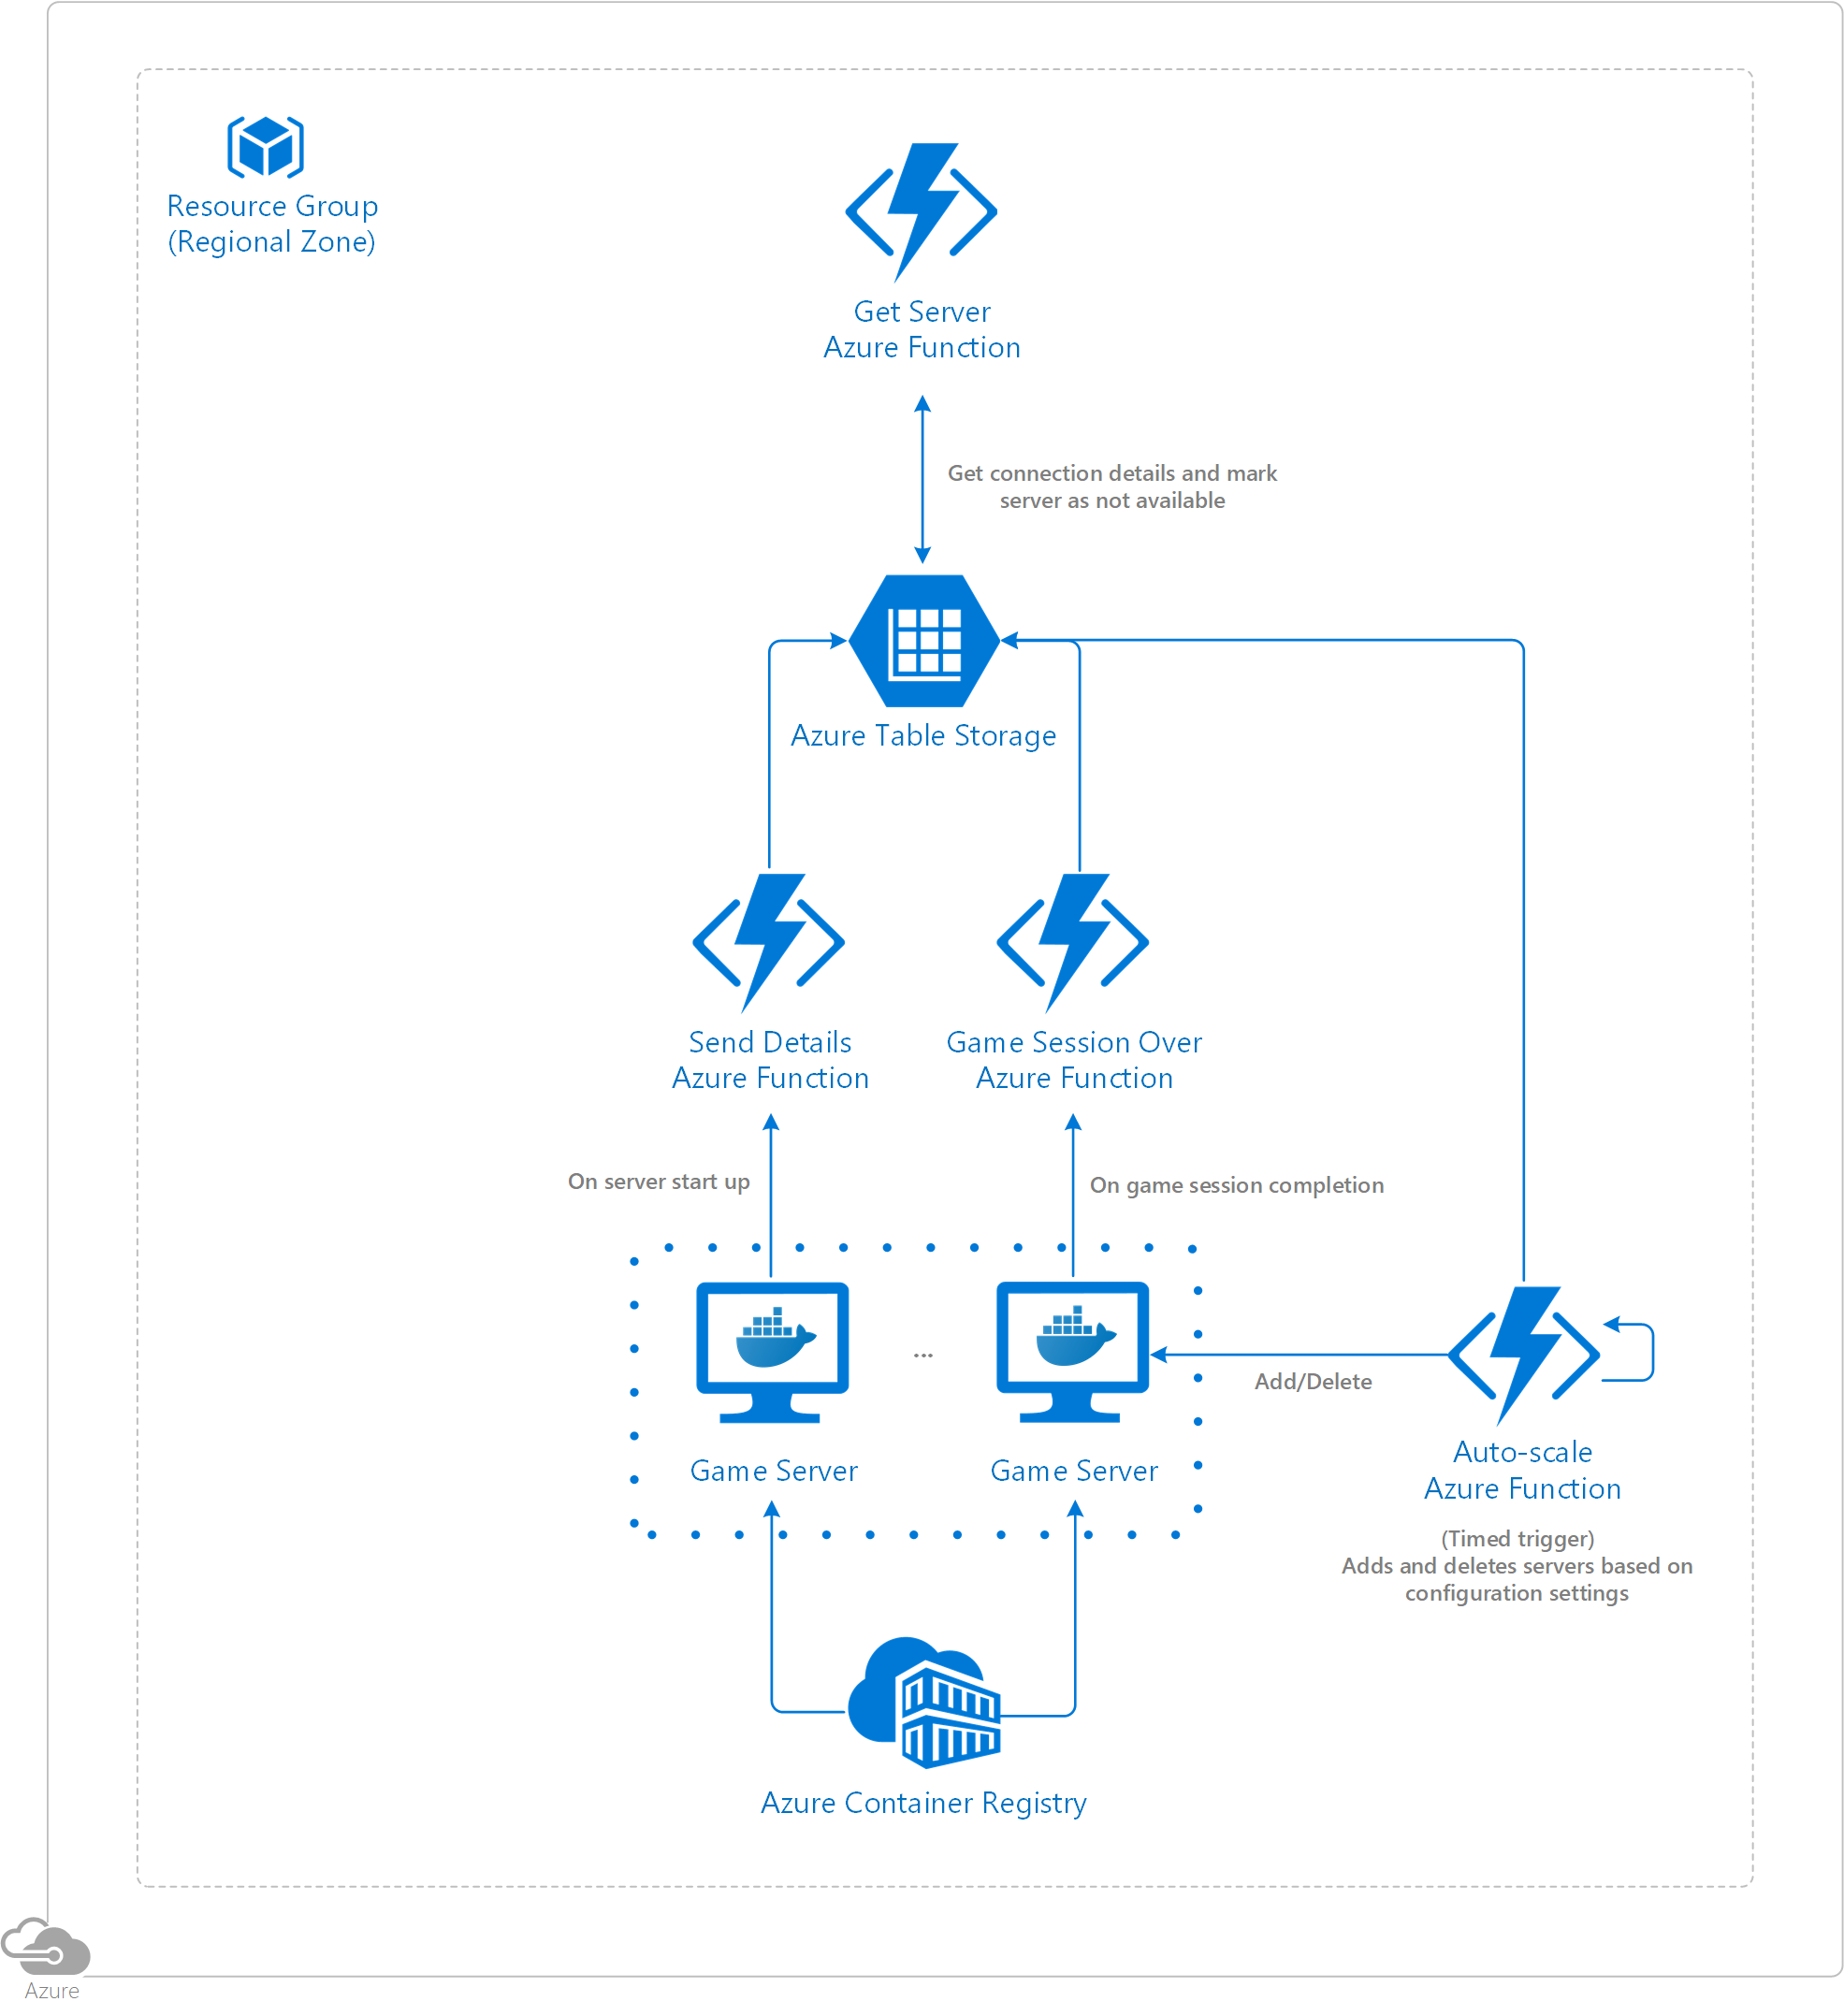 Resource Group
(Regional Zone)
Get Server
Azure Function
Get connection details and mark
server as not available
Azure Table Storage
Send Details
Azure Function
Game Session Over
Azure Function
On server start up
On game session completion
...
Add/Delete
Game Server
Game Server
Auto-scale
Azure Function
(Timed trigger)
Adds and deletes servers based on
configuration settings
Azure Container Registry
Azure